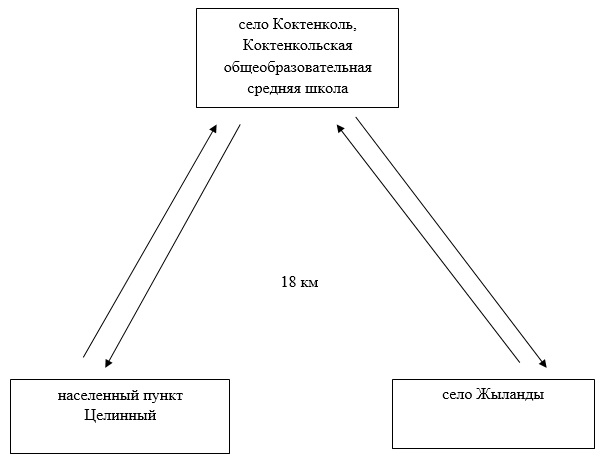 село Коктенколь,
Коктенкольская
общеобразовательная
средняя школа
18 км
населенный пункт
Целинный
село Жыланды